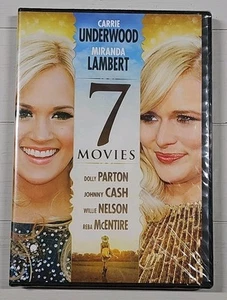 CARRIE
UNDERWOOD
MIRANDA
LAMBERT
7
MOVIES
DOLLY PARTON
JOHNNY CASH
WILLIE NELSON
REBA McENTIRE